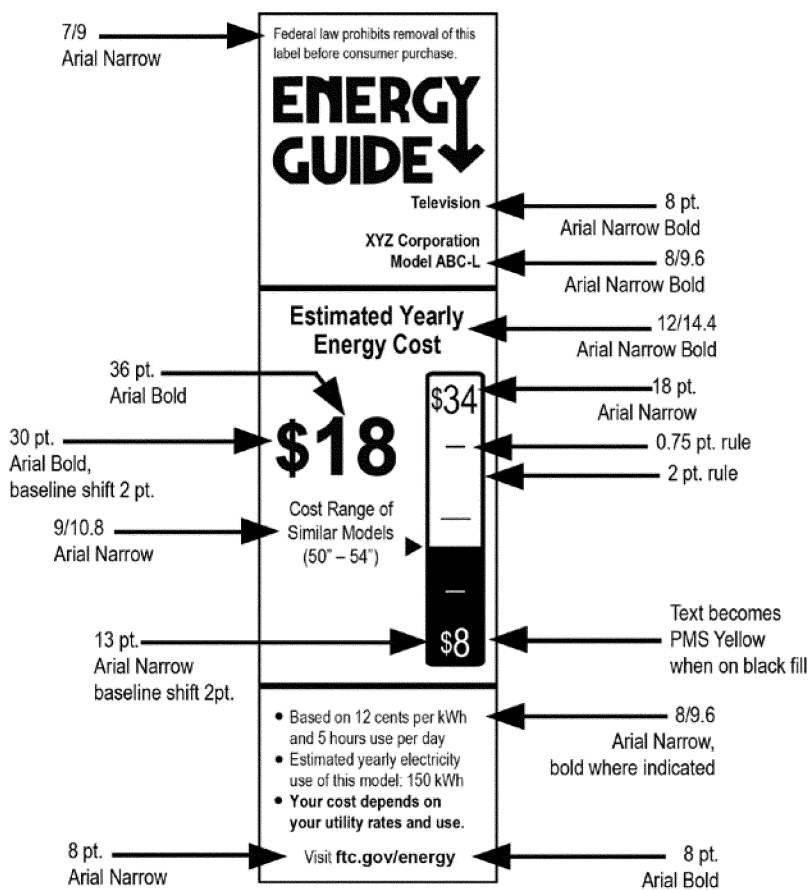 7/9
Arial Narrow
Federal law prohibits removal of this
label before consumer purchase.
ENERGY
GUIDE
Television
8 pt.
Arial Narrow Bold
XYZ Corporation
Model ABC-L
8/9.6
Arial Narrow Bold
Estimated Yearly
Energy Cost
12/14.4
Arial Narrow Bold
36 pt.
Arial Bold
$34
18 pt.
Arial Narrow
30 pt.
Arial Bold,
baseline shift 2 pt.
$18
0.75 pt. rule
2 pt. rule
9/10.8
Arial Narrow
Cost Range of
Similar Models
(50” – 54”)
13 pt.
Arial Narrow
baseline shift 2pt.
$8
Text becomes
PMS Yellow
when on black fill
• Based on 12 cents per kWh
and 5 hours use per day
• Estimated yearly electricity
use of this model: 150 kWh
• Your cost depends on
your utility rates and use.
8/9.6
Arial Narrow,
bold where indicated
8 pt.
Arial Narrow
Visit ftc.gov/energy
8 pt.
Arial Bold